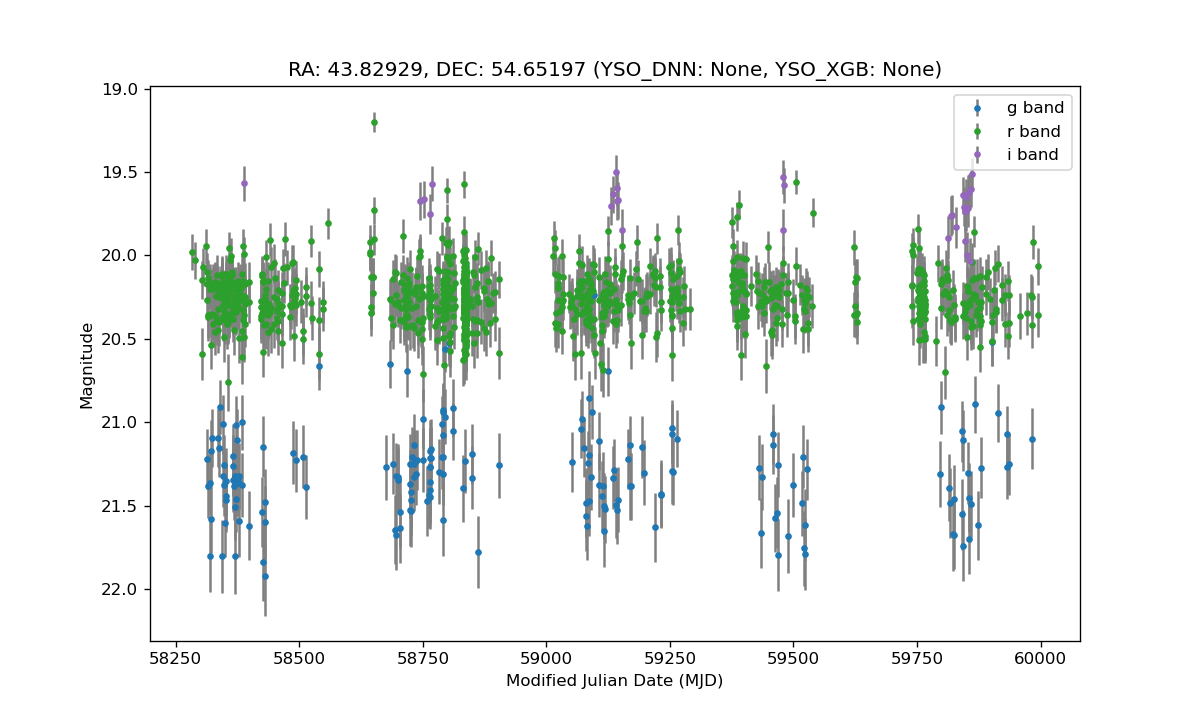 RA: 43.82929, DEC: 54.65197 (YSO_DNN: None, YSO_XGB: None)
19.0
19.5
20.0
20.5
21.0
21.5
22.0
Magnitude
g band
r band
i band
58250 58500 58750 59000 59250 59500 59750 60000
Modified Julian Date (MJD)